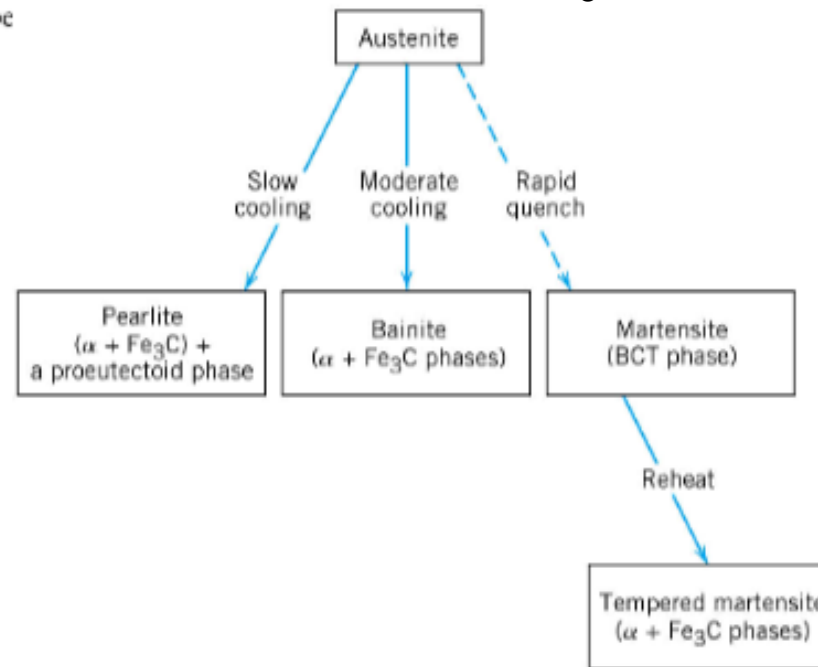 Austenite
Slow
cooling
Moderate
cooling
Rapid
quench
Pearlite
(α + Fe₃C) +
a proeutectoid phase
Bainite
(α + Fe₃C phases)
Martensite
(BCT phase)
Reheat
Tempered martensite
(α + Fe₃C phases)